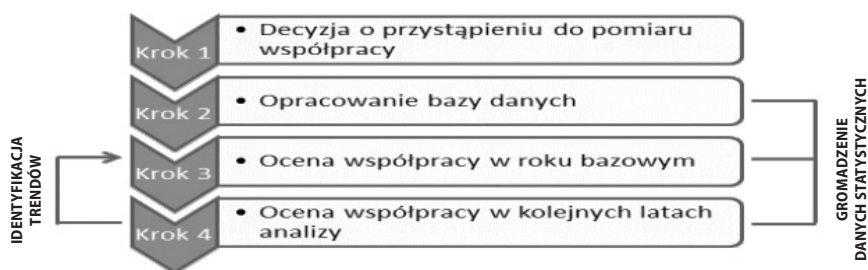 Krok 1
• Decyzja o przystąpieniu do pomiaru
współpracy
Krok 2
• Opracowanie bazy danych
Krok 3
• Ocena współpracy w roku bazowym
Krok 4
• Ocena współpracy w kolejnych latach
analizy
IDENTYFIKACJA
TRENDÓW
GROMADZENIE
DANYCH STATYSTYCZNYCH